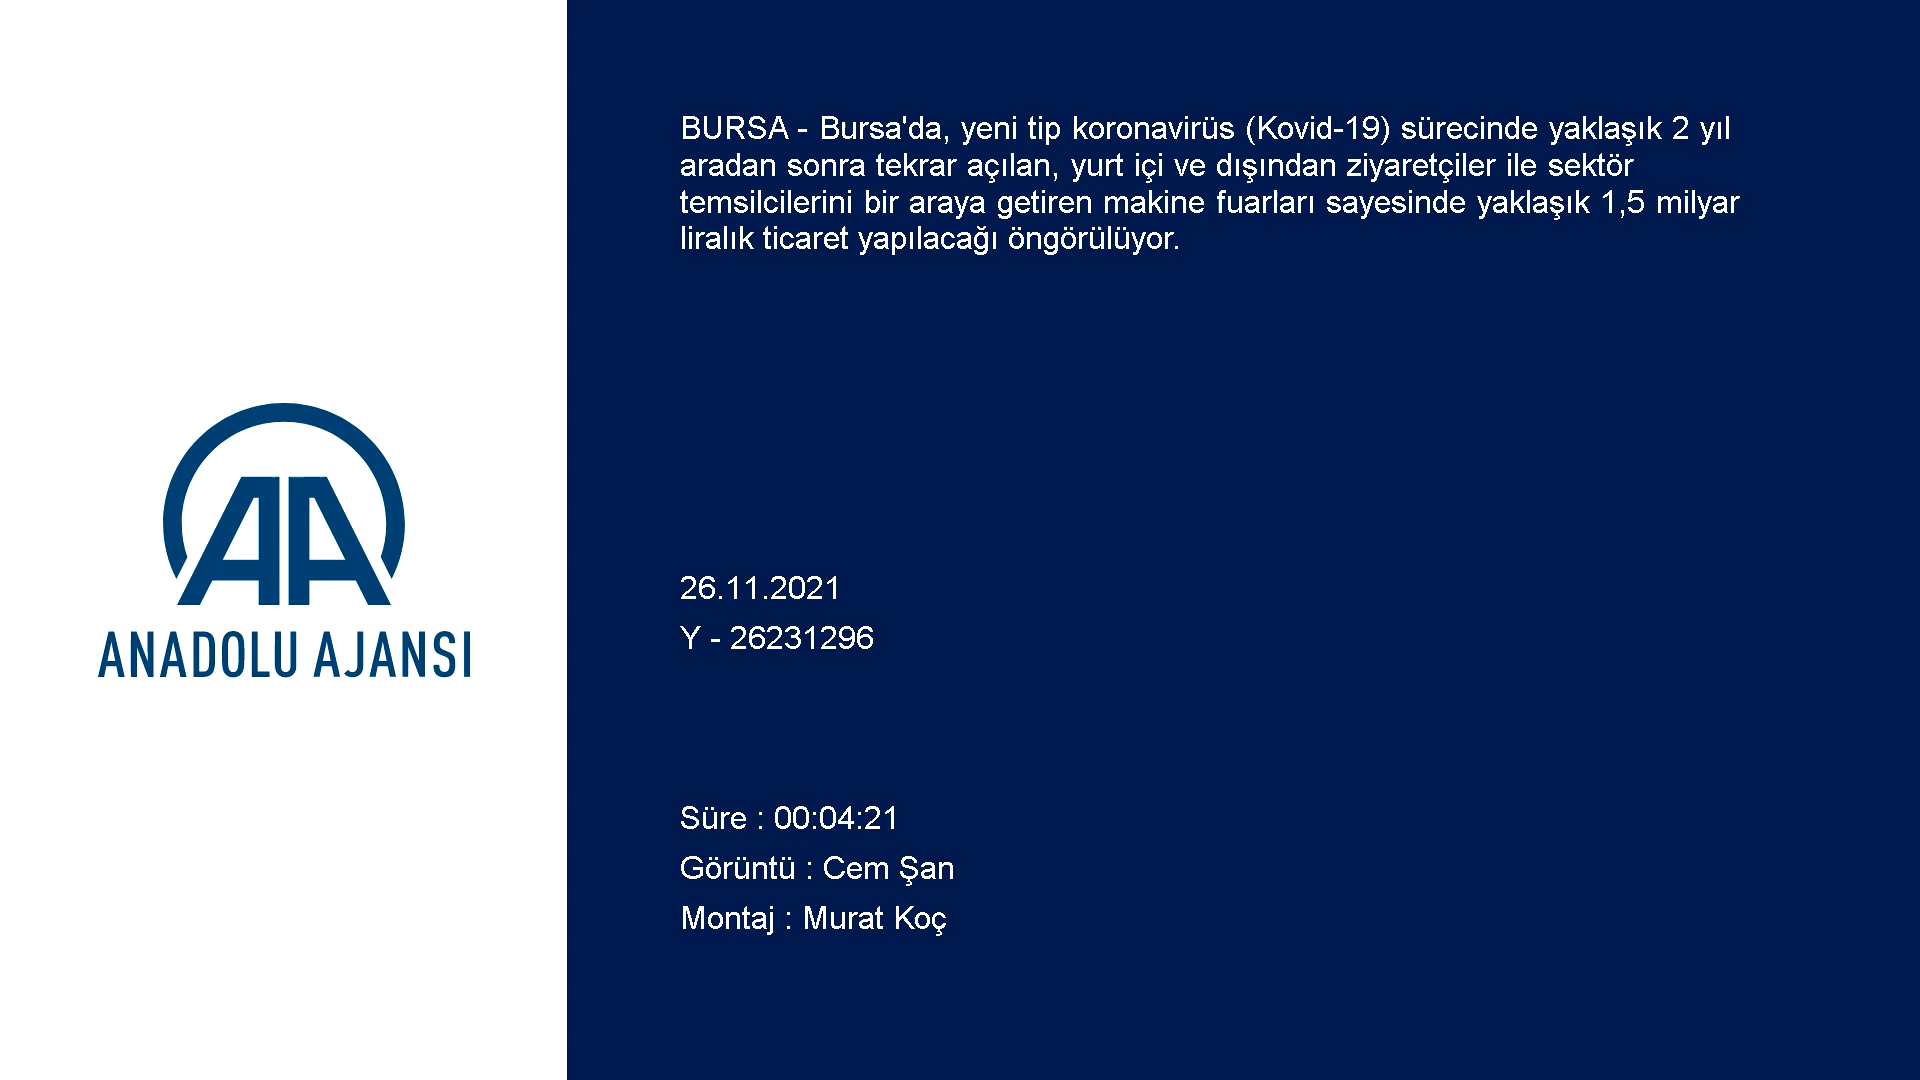 BURSA - Bursa'da, yeni tip koronavirüs (Kovid-19) sürecinde yaklaşık 2 yıl
aradan sonra tekrar açılan, yurt içi ve dışından ziyaretçiler ile sektör
temsilcilerini bir araya getiren makine fuarları sayesinde yaklaşık 1,5 milyar
liralık ticaret yapılacağı öngörülüyor.
AA
ANADOLU AJANSI
26.11.2021
Y - 26231296
Süre : 00:04:21
Görüntü : Cem Şan
Montaj : Murat Koç